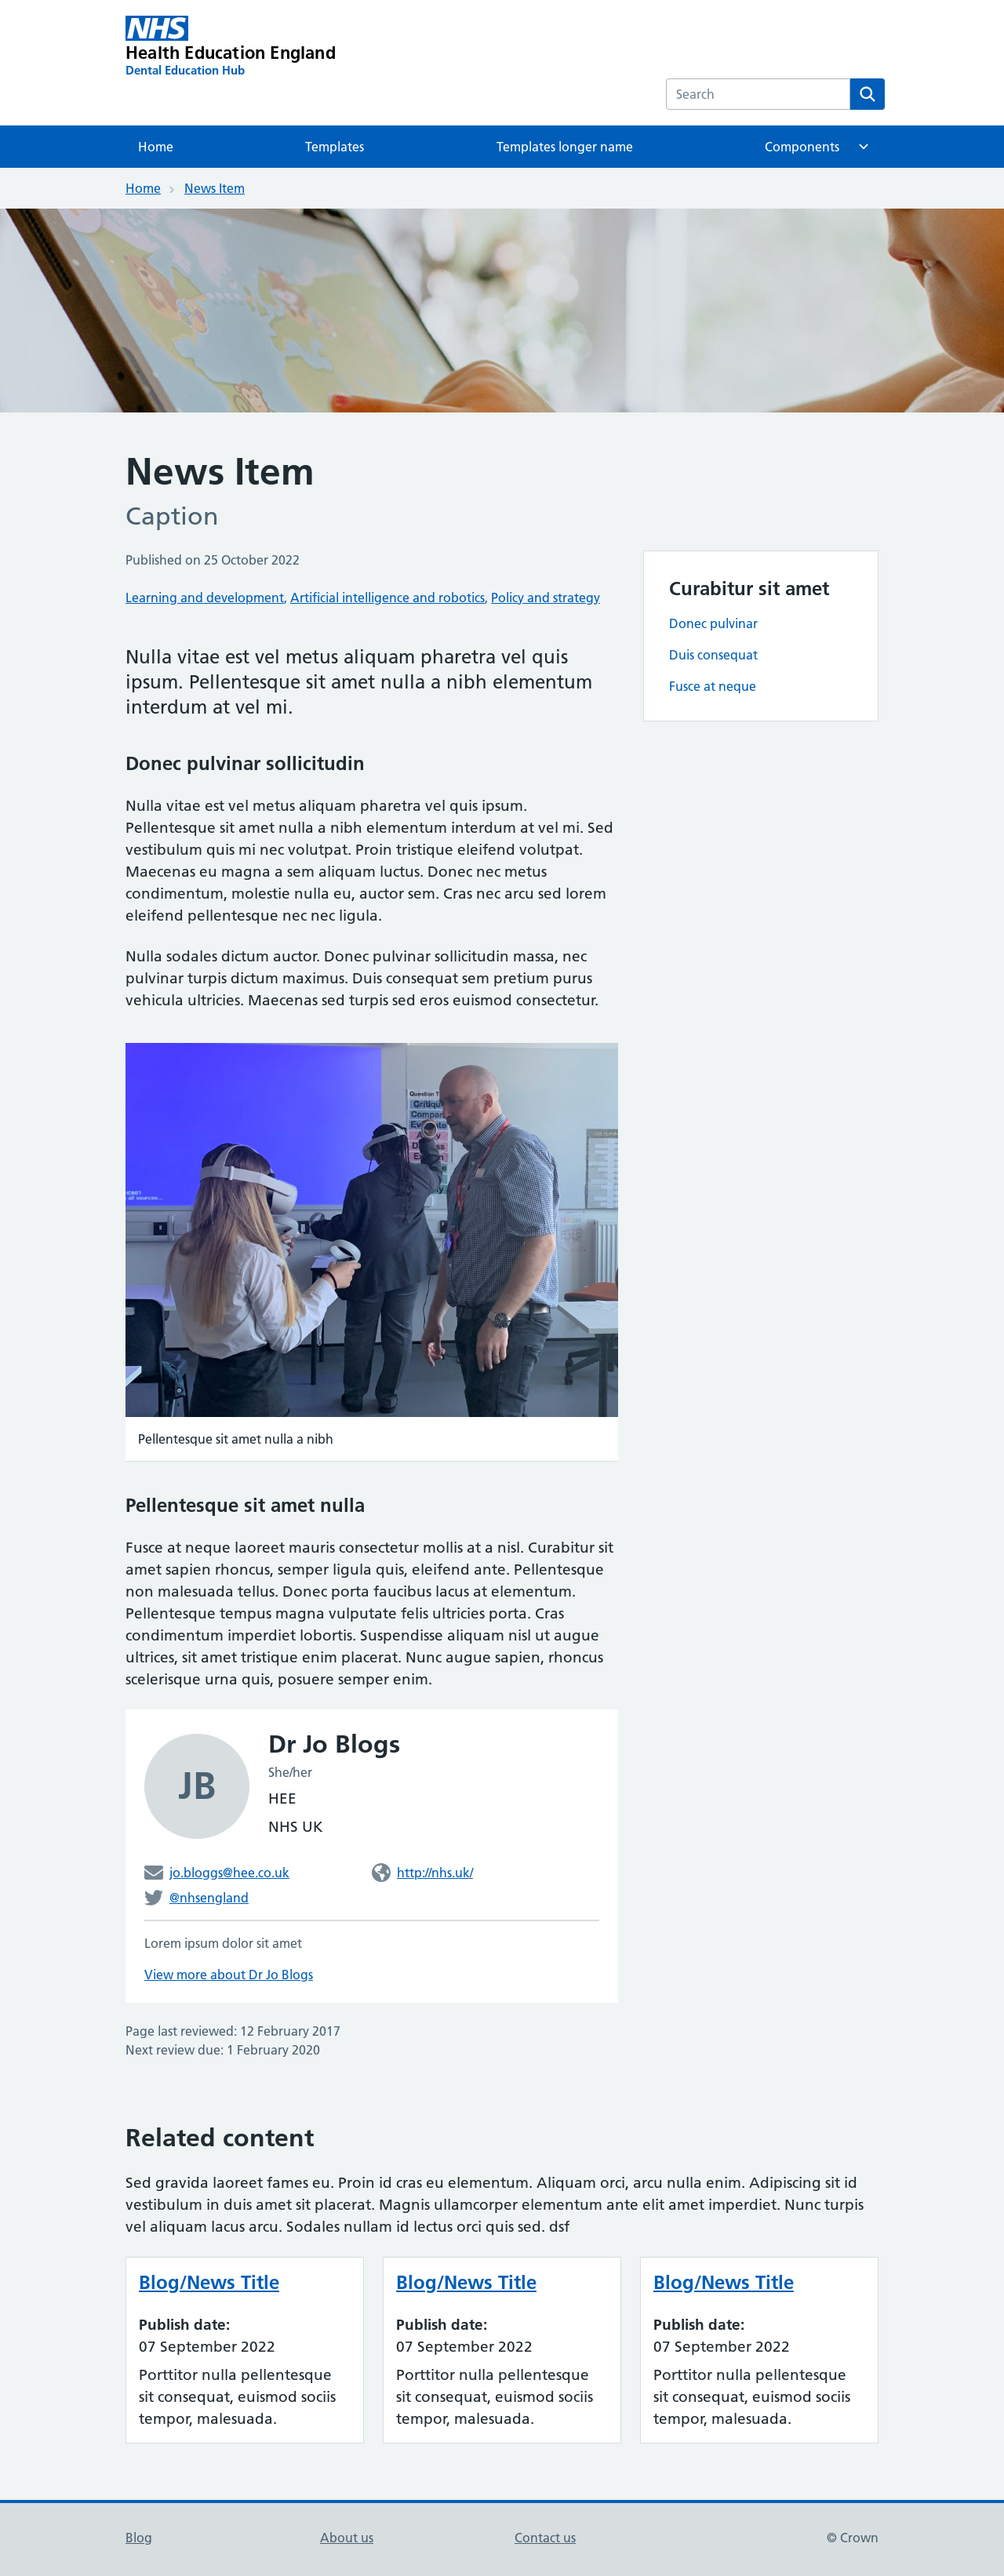 NHS
Health Education England
Dental Education Hub
Search
Home
Templates
Templates longer name
Components
Home
News Item
News Item
Caption
Published on 25 October 2022
Learning and development, Artificial intelligence and robotics, Policy and strategy
Nulla vitae est vel metus aliquam pharetra vel quis
ipsum. Pellentesque sit amet nulla a nibh elementum
interdum at vel mi.
Curabitur sit amet
Donec pulvinar
Duis consequat
Fusce at neque
Donec pulvinar sollicitudin
Nulla vitae est vel metus aliquam pharetra vel quis ipsum.
Pellentesque sit amet nulla a nibh elementum interdum at vel mi. Sed
vestibulum quis mi nec volutpat. Proin tristique eleifend volutpat.
Maecenas eu magna a sem aliquam luctus. Donec nec metus
condimentum, molestie nulla eu, auctor sem. Cras nec arcu sed lorem
eleifend pellentesque nec nec ligula.
Nulla sodales dictum auctor. Donec pulvinar sollicitudin massa, nec
pulvinar turpis dictum maximus. Duis consequat sem pretium purus
vehicula ultricies. Maecenas sed turpis sed eros euismod consectetur.
Pellentesque sit amet nulla a nibh
Pellentesque sit amet nulla
Fusce at neque laoreet mauris consectetur mollis at a nisl. Curabitur sit
amet sapien rhoncus, semper ligula quis, eleifend ante. Pellentesque
non malesuada tellus. Donec porta faucibus lacus at elementum.
Pellentesque tempus magna vulputate felis ultricies porta. Cras
condimentum imperdiet lobortis. Suspendisse aliquam nisl ut augue
ultrices, sit amet tristique enim placerat. Nunc augue sapien, rhoncus
scelerisque urna quis, posuere semper enim.
JB
Dr Jo Blogs
She/her
HEE
NHS UK
jo.bloggs@hee.co.uk
http://nhs.uk/
@nhsengland
Lorem ipsum dolor sit amet
View more about Dr Jo Blogs
Page last reviewed: 12 February 2017
Next review due: 1 February 2020
Related content
Sed gravida laoreet fames eu. Proin id cras eu elementum. Aliquam orci, arcu nulla enim. Adipiscing sit id
vestibulum in duis amet sit placerat. Magnis ullamcorper elementum ante elit amet imperdiet. Nunc turpis
vel aliquam lacus arcu. Sodales nullam id lectus orci quis sed. dsf
Blog/News Title
Publish date:
07 September 2022
Porttitor nulla pellentesque
sit consequat, euismod sociis
tempor, malesuada.
Blog/News Title
Publish date:
07 September 2022
Porttitor nulla pellentesque
sit consequat, euismod sociis
tempor, malesuada.
Blog/News Title
Publish date:
07 September 2022
Porttitor nulla pellentesque
sit consequat, euismod sociis
tempor, malesuada.
Blog
About us
Contact us
© Crown